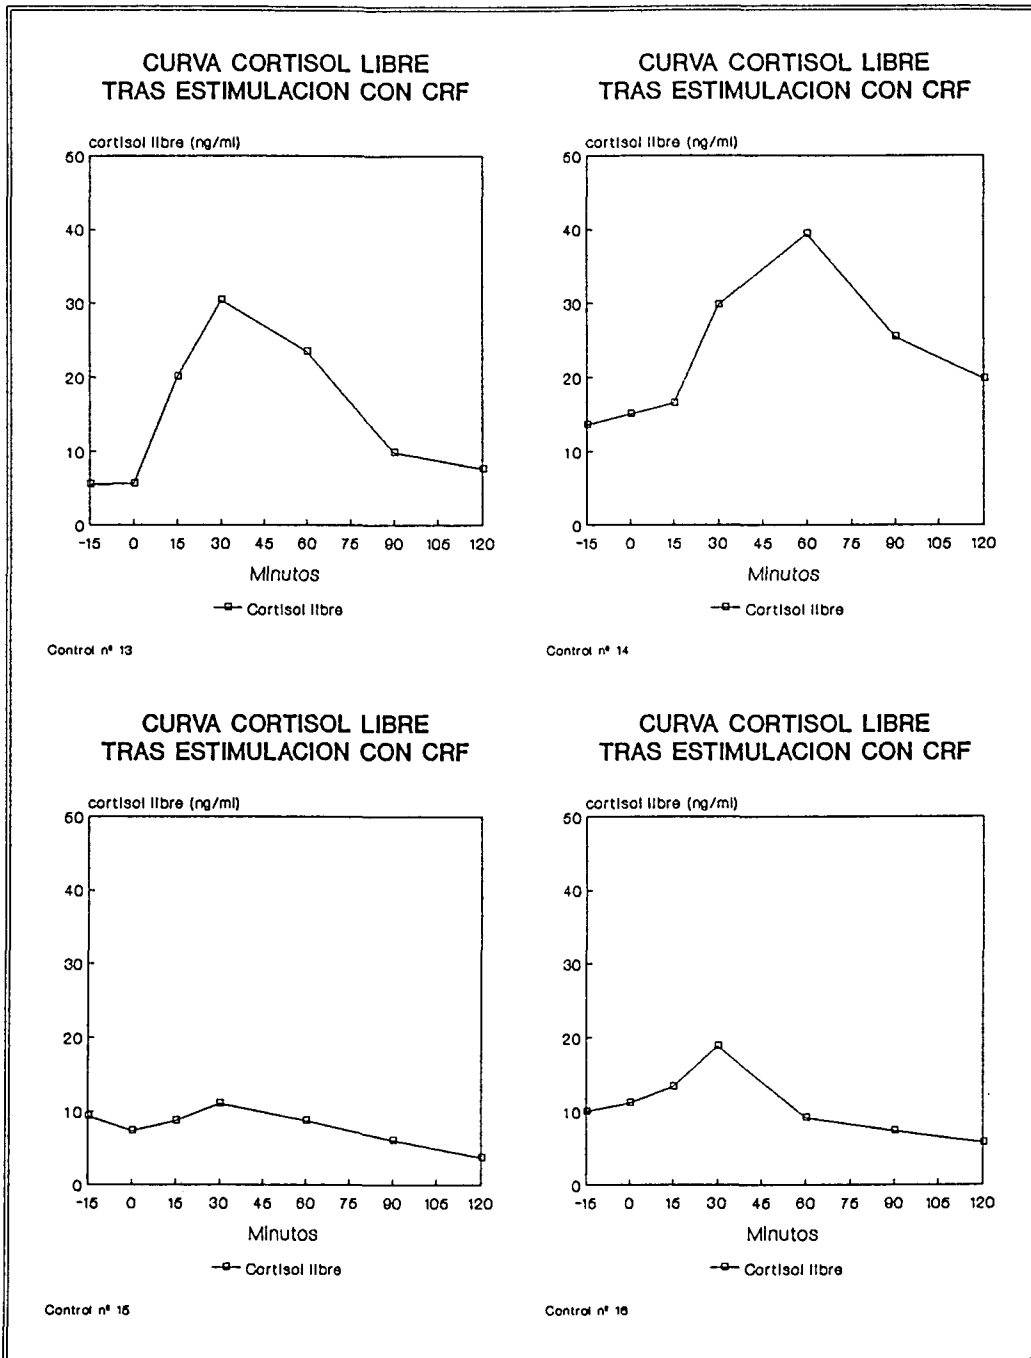 CURVA CORTISOL LIBRE
TRAS ESTIMULACION CON CRF
cortisol libre (ng/ml)
50
40
30
20
10
0
-15 0 15 30 45 60 75 90 105 120
Minutos
Cortisol libre
Control nº 13
CURVA CORTISOL LIBRE
TRAS ESTIMULACION CON CRF
cortisol libre (ng/ml)
50
40
30
20
10
0
-15 0 15 30 45 60 75 90 105 120
Minutos
Cortisol libre
Control nº 14
CURVA CORTISOL LIBRE
TRAS ESTIMULACION CON CRF
cortisol libre (ng/ml)
50
40
30
20
10
0
-15 0 15 30 45 60 75 90 105 120
Minutos
Cortisol libre
Control nº 15
CURVA CORTISOL LIBRE
TRAS ESTIMULACION CON CRF
cortisol libre (ng/ml)
50
40
30
20
10
0
-15 0 15 30 45 60 75 90 105 120
Minutos
Cortisol libre
Control nº 16